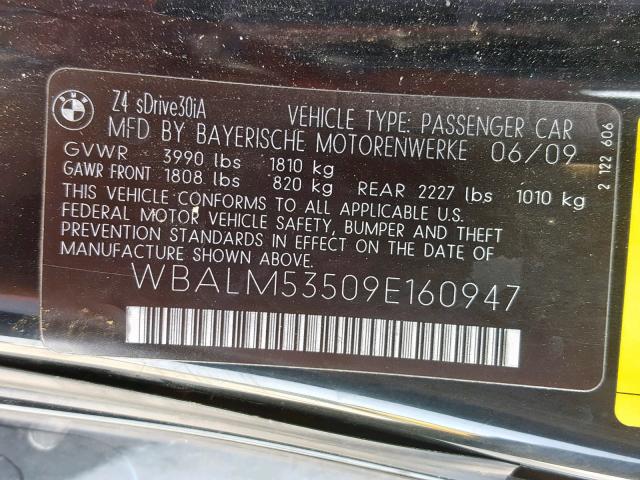 BMW
Z4 sDrive30iA VEHICLE TYPE: PASSENGER CAR
MFD BY BAYERISCHE MOTORENWERKE 06/09
GVWR 3990 lbs 1810 kg
GAWR FRONT 1808 lbs 820 kg REAR 2227 lbs 1010 kg
THIS VEHICLE CONFORMS TO ALL APPLICABLE U.S.
FEDERAL MOTOR VEHICLE SAFETY, BUMPER AND THEFT
PREVENTION STANDARDS IN EFFECT ON THE DATE OF
MANUFACTURE SHOWN ABOVE.
WBALM53509E160947
2 122 606